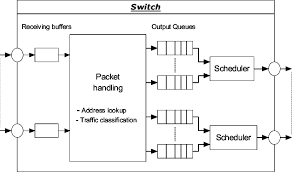 Switch
Receiving buffers
Output Queues
Packet
handling
- Address lookup
- Traffic classification
Scheduler
Scheduler